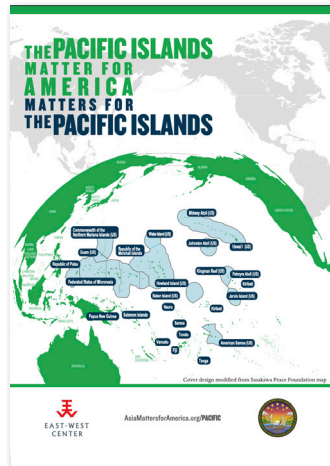 THE PACIFIC ISLANDS
MATTER FOR
AMERICA
MATTERS FOR
THE PACIFIC ISLANDS
CANADA
UNITED STATES
Midway Atoll (US)
Commonwealth of the
Northern Mariana Islands (US)
Wake Island (US)
Johnston Atoll (US)
Hawai'i (US)
Guam (US)
Republic of the
Marshall Islands
Republic of Palau
Kingman Reef (US)
Palmyra Atoll (US)
Federated States of Micronesia
Howland Island (US)
Kiribati
Baker Island (US)
Jarvis Island (US)
Nauru
Kiribati
Papua New Guinea
Solomon Islands
Samoa
Tuvalu
Vanuatu
American Samoa (US)
Fiji
Tonga
AUSTRALIA
Cover design modified from Sasakawa Peace Foundation map
EAST-WEST
CENTER
AsiaMattersforAmerica.org/PACIFIC